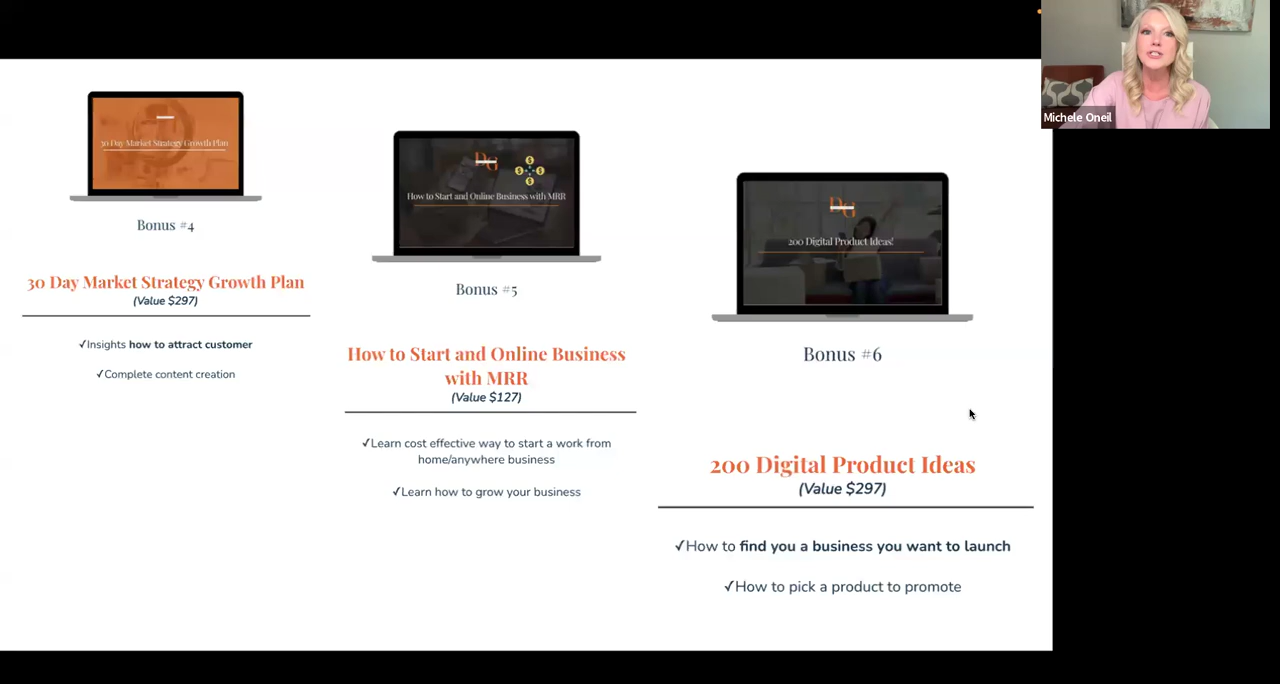 Michele Oneil
30 Day Market Strategy Growth Plan
Bonus #4
30 Day Market Strategy Growth Plan
(Value $297)
✓Insights how to attract customer
✓Complete content creation
DG
How to Start and Online Business with MRR
Bonus #5
How to Start and Online Business
with MRR
(Value $127)
✓Learn cost effective way to start a work from
home/anywhere business
✓Learn how to grow your business
DG
200 Digital Product Ideas!
Bonus #6
200 Digital Product Ideas
(Value $297)
✓How to find you a business you want to launch
✓How to pick a product to promote